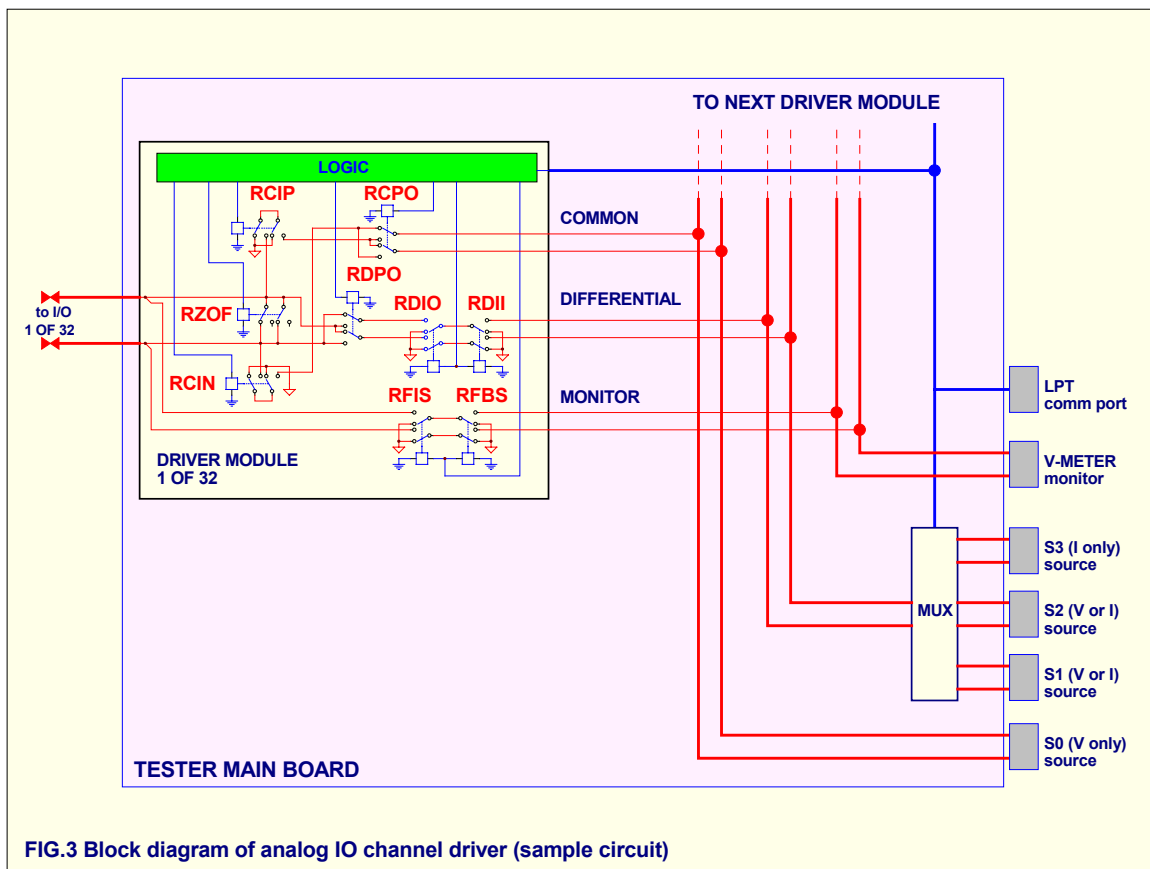 TO NEXT DRIVER MODULE
LOGIC
RCIP
RCPO
COMMON
RDPO
to I/O
1 OF 32
RZOF
RDIO
RDII
DIFFERENTIAL
RCIN
RFIS
RFBS
MONITOR
DRIVER MODULE
1 OF 32
LPT
comm port
V-METER
monitor
MUX
S3 (I only)
source
S2 (V or I)
source
S1 (V or I)
source
S0 (V only)
source
TESTER MAIN BOARD
FIG.3 Block diagram of analog IO channel driver (sample circuit)